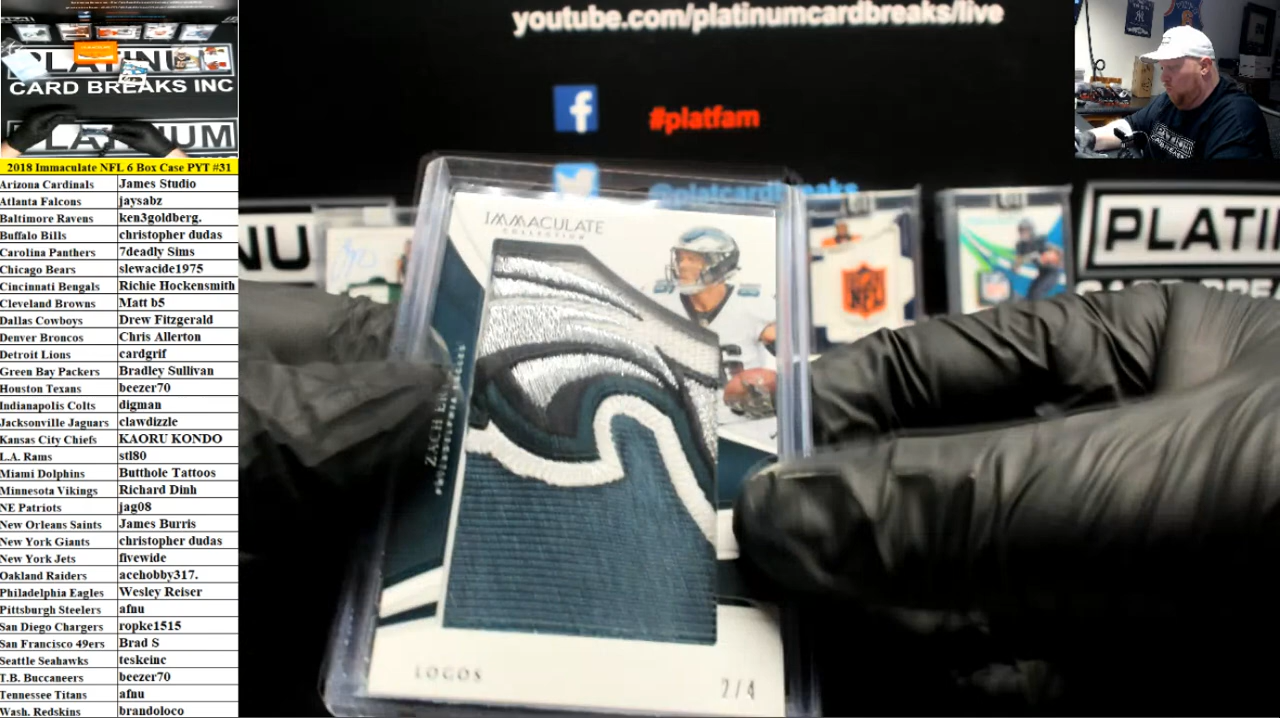 youtube.com/platinumcardbreaks/live
#platfam
@platcardbreaks
PLATINUM
CARD BREAKS INC
PLATINUM
2018 Immaculate NFL 6 Box Case PYT #31
Arizona Cardinals James Studio
Atlanta Falcons jaysabz
Baltimore Ravens ken3goldberg.
Buffalo Bills christopher dudas
Carolina Panthers 7deadly Sims
Chicago Bears slewacide1975
Cincinnati Bengals Richie Hockensmith
Cleveland Browns Matt b5
Dallas Cowboys Drew Fitzgerald
Denver Broncos Chris Allerton
Detroit Lions cardgrif
Green Bay Packers Bradley Sullivan
Houston Texans beezer70
Indianapolis Colts digman
Jacksonville Jaguars clawdizzle
Kansas City Chiefs KAORU KONDO
L.A. Rams stl80
Miami Dolphins Butthole Tattoos
Minnesota Vikings Richard Dinh
NE Patriots jag08
New Orleans Saints James Burris
New York Giants christopher dudas
New York Jets fivewide
Oakland Raiders acehobby317.
Philadelphia Eagles Wesley Reiser
Pittsburgh Steelers afnu
San Diego Chargers ropke1515
San Francisco 49ers Brad S
Seattle Seahawks teskeinc
T.B. Buccaneers beezer70
Tennessee Titans afnu
Wash. Redskins brandoloco
IMMACULATE
COLLECTION
ZACH
LOGOS
2/4
NFL
NU
PLATI